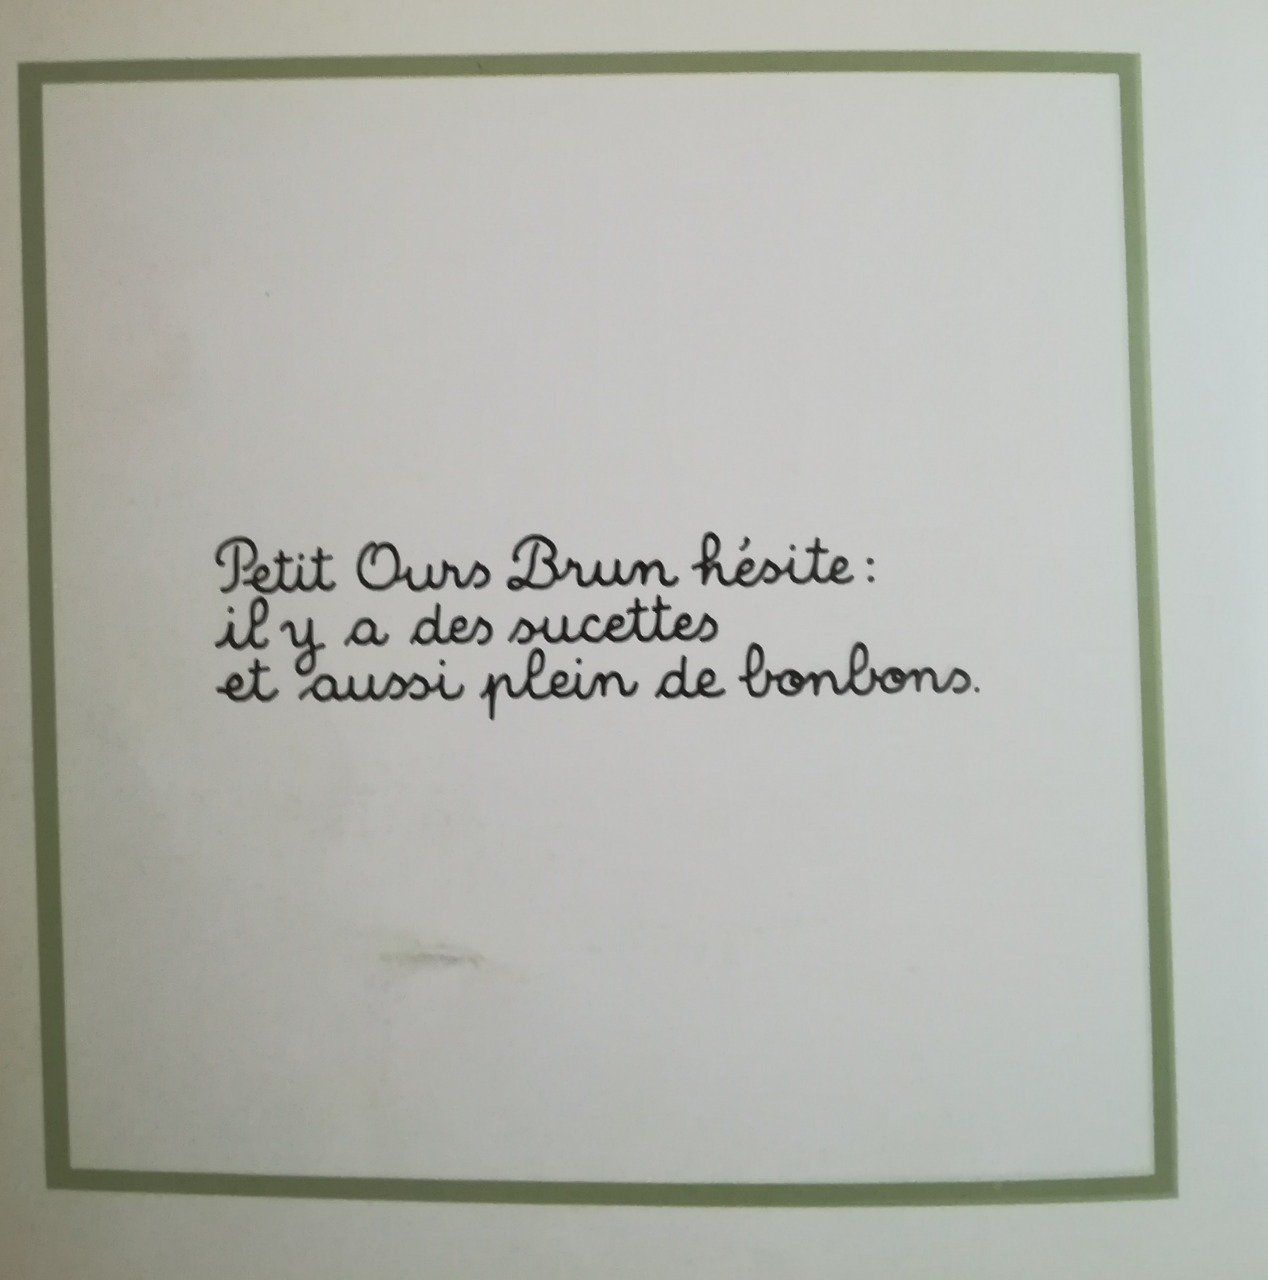 Petit Ours Brun hésite :
il y a des sucettes
et aussi plein de bonbons.